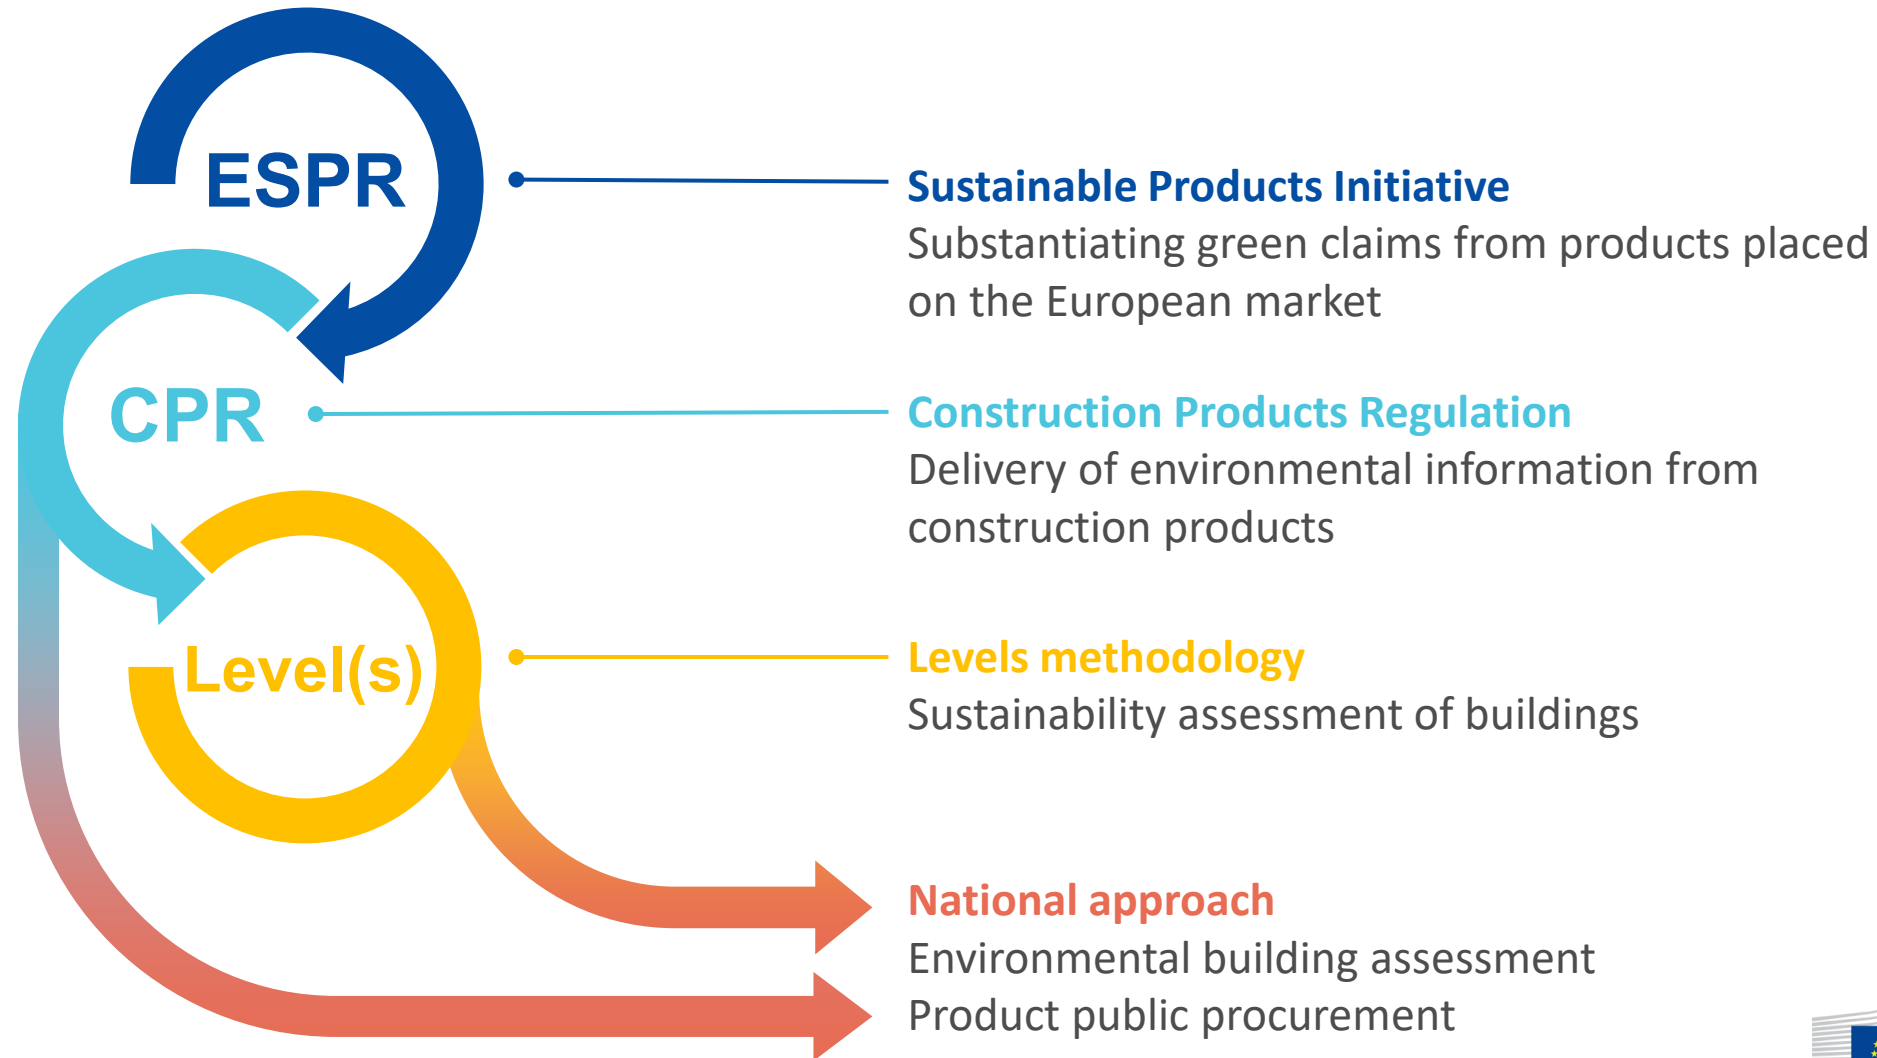 ESPR
Sustainable Products Initiative
Substantiating green claims from products placed
on the European market
CPR
Construction Products Regulation
Delivery of environmental information from
construction products
Level(s)
Levels methodology
Sustainability assessment of buildings
National approach
Environmental building assessment
Product public procurement